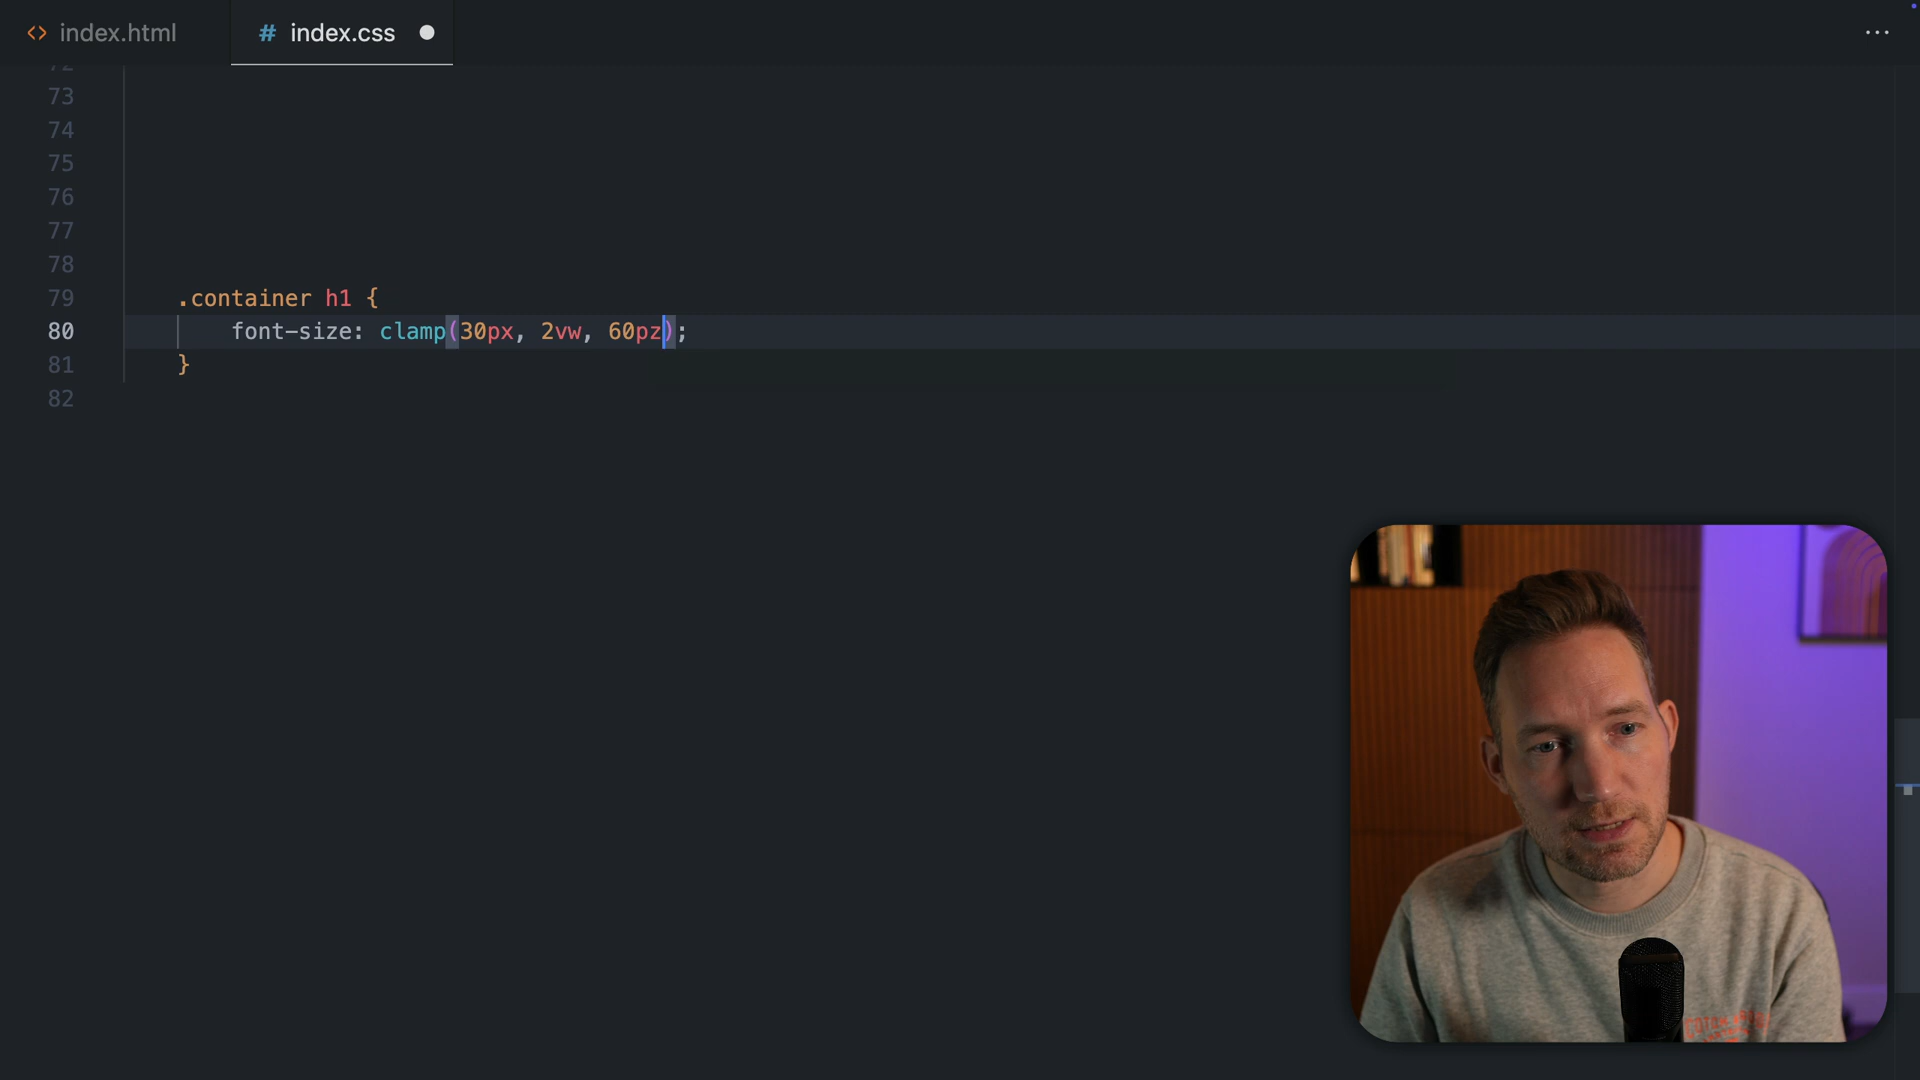 index.html
# index.css
72
73
74
75
76
77
78
79 .container h1 {
80 font-size: clamp(30px, 2vw, 60pz);
81 }
82